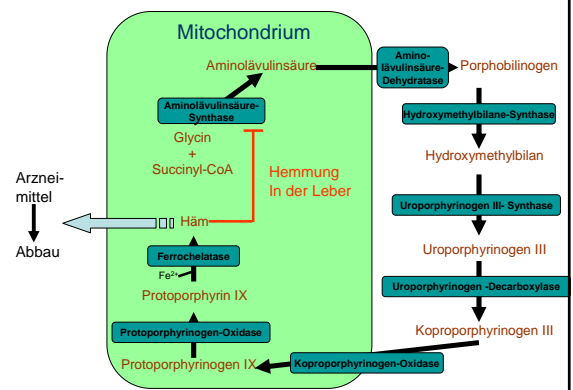 Mitochondrium
Aminolävulinsäure
Amino-
lävulinsäure-
Dehydratase
Porphobilinogen
Aminolävulinsäure-
Synthase
Hydroxymethylbilane-Synthase
Glycin
+
Succinyl-CoA
Hydroxymethylbilan
Hemmung
In der Leber
Arznei-
mittel
Abbau
Häm
Uroporphyrinogen III- Synthase
Uroporphyrinogen III
Ferrochelatase
Fe²⁺
Uroporphyrinogen -Decarboxylase
Protoporphyrin IX
Protoporphyrinogen-Oxidase
Koproporphyrinogen III
Protoporphyrinogen IX
Koproporphyrinogen-Oxidase